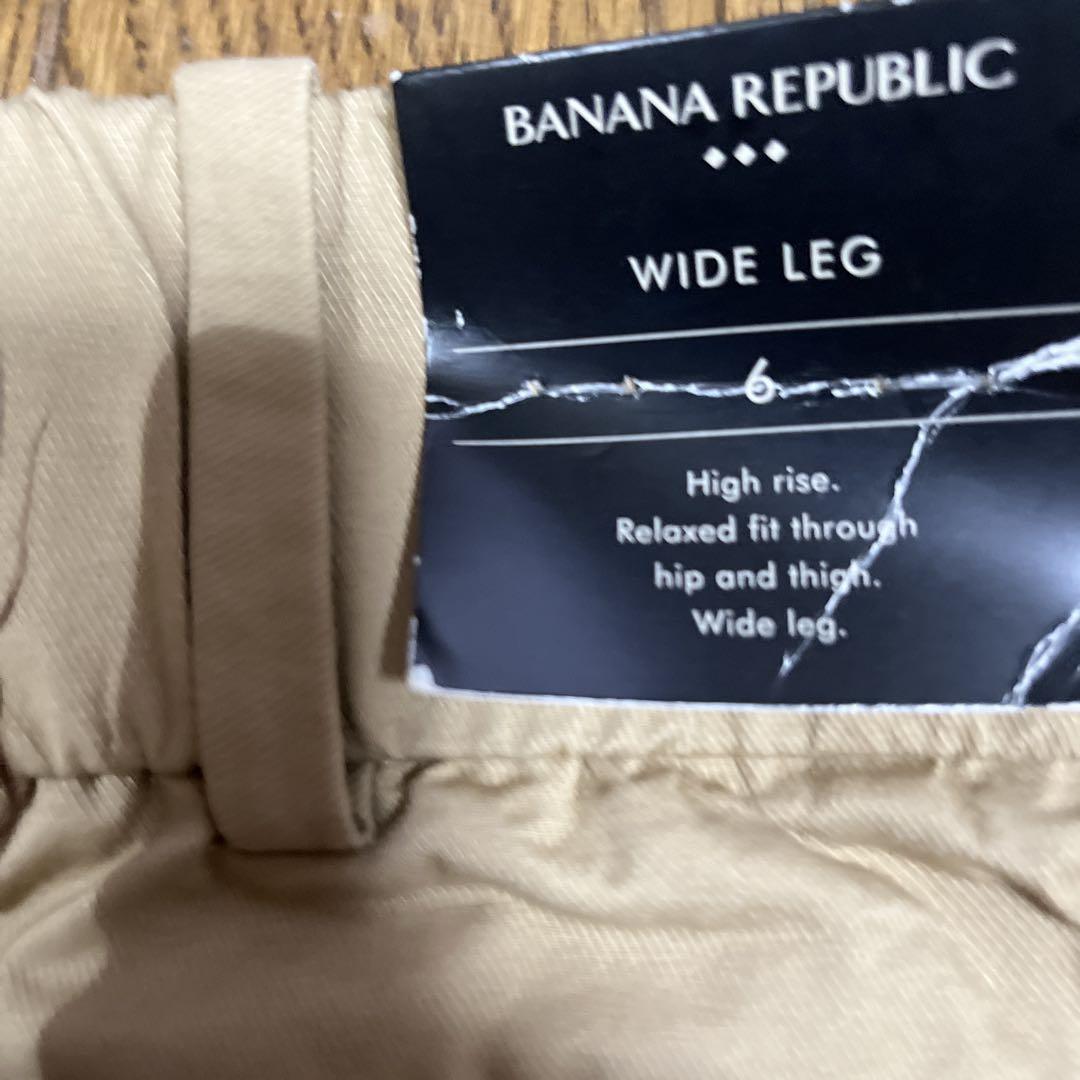 BANANA REPUBLIC
WIDE LEG
6
High rise.
Relaxed fit through
hip and thigh.
Wide leg.